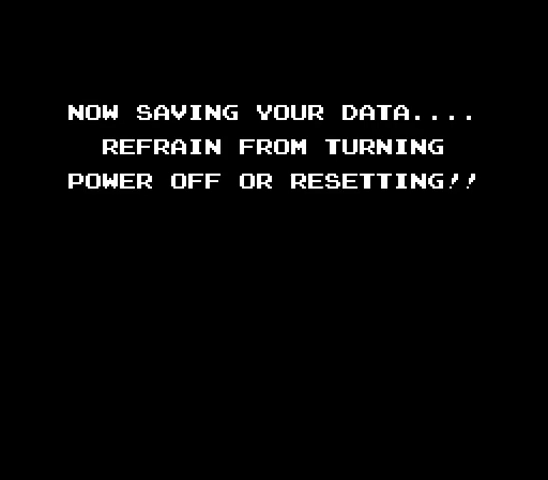 NOW SAVING YOUR DATA....
REFRAIN FROM TURNING
POWER OFF OR RESETTING!!